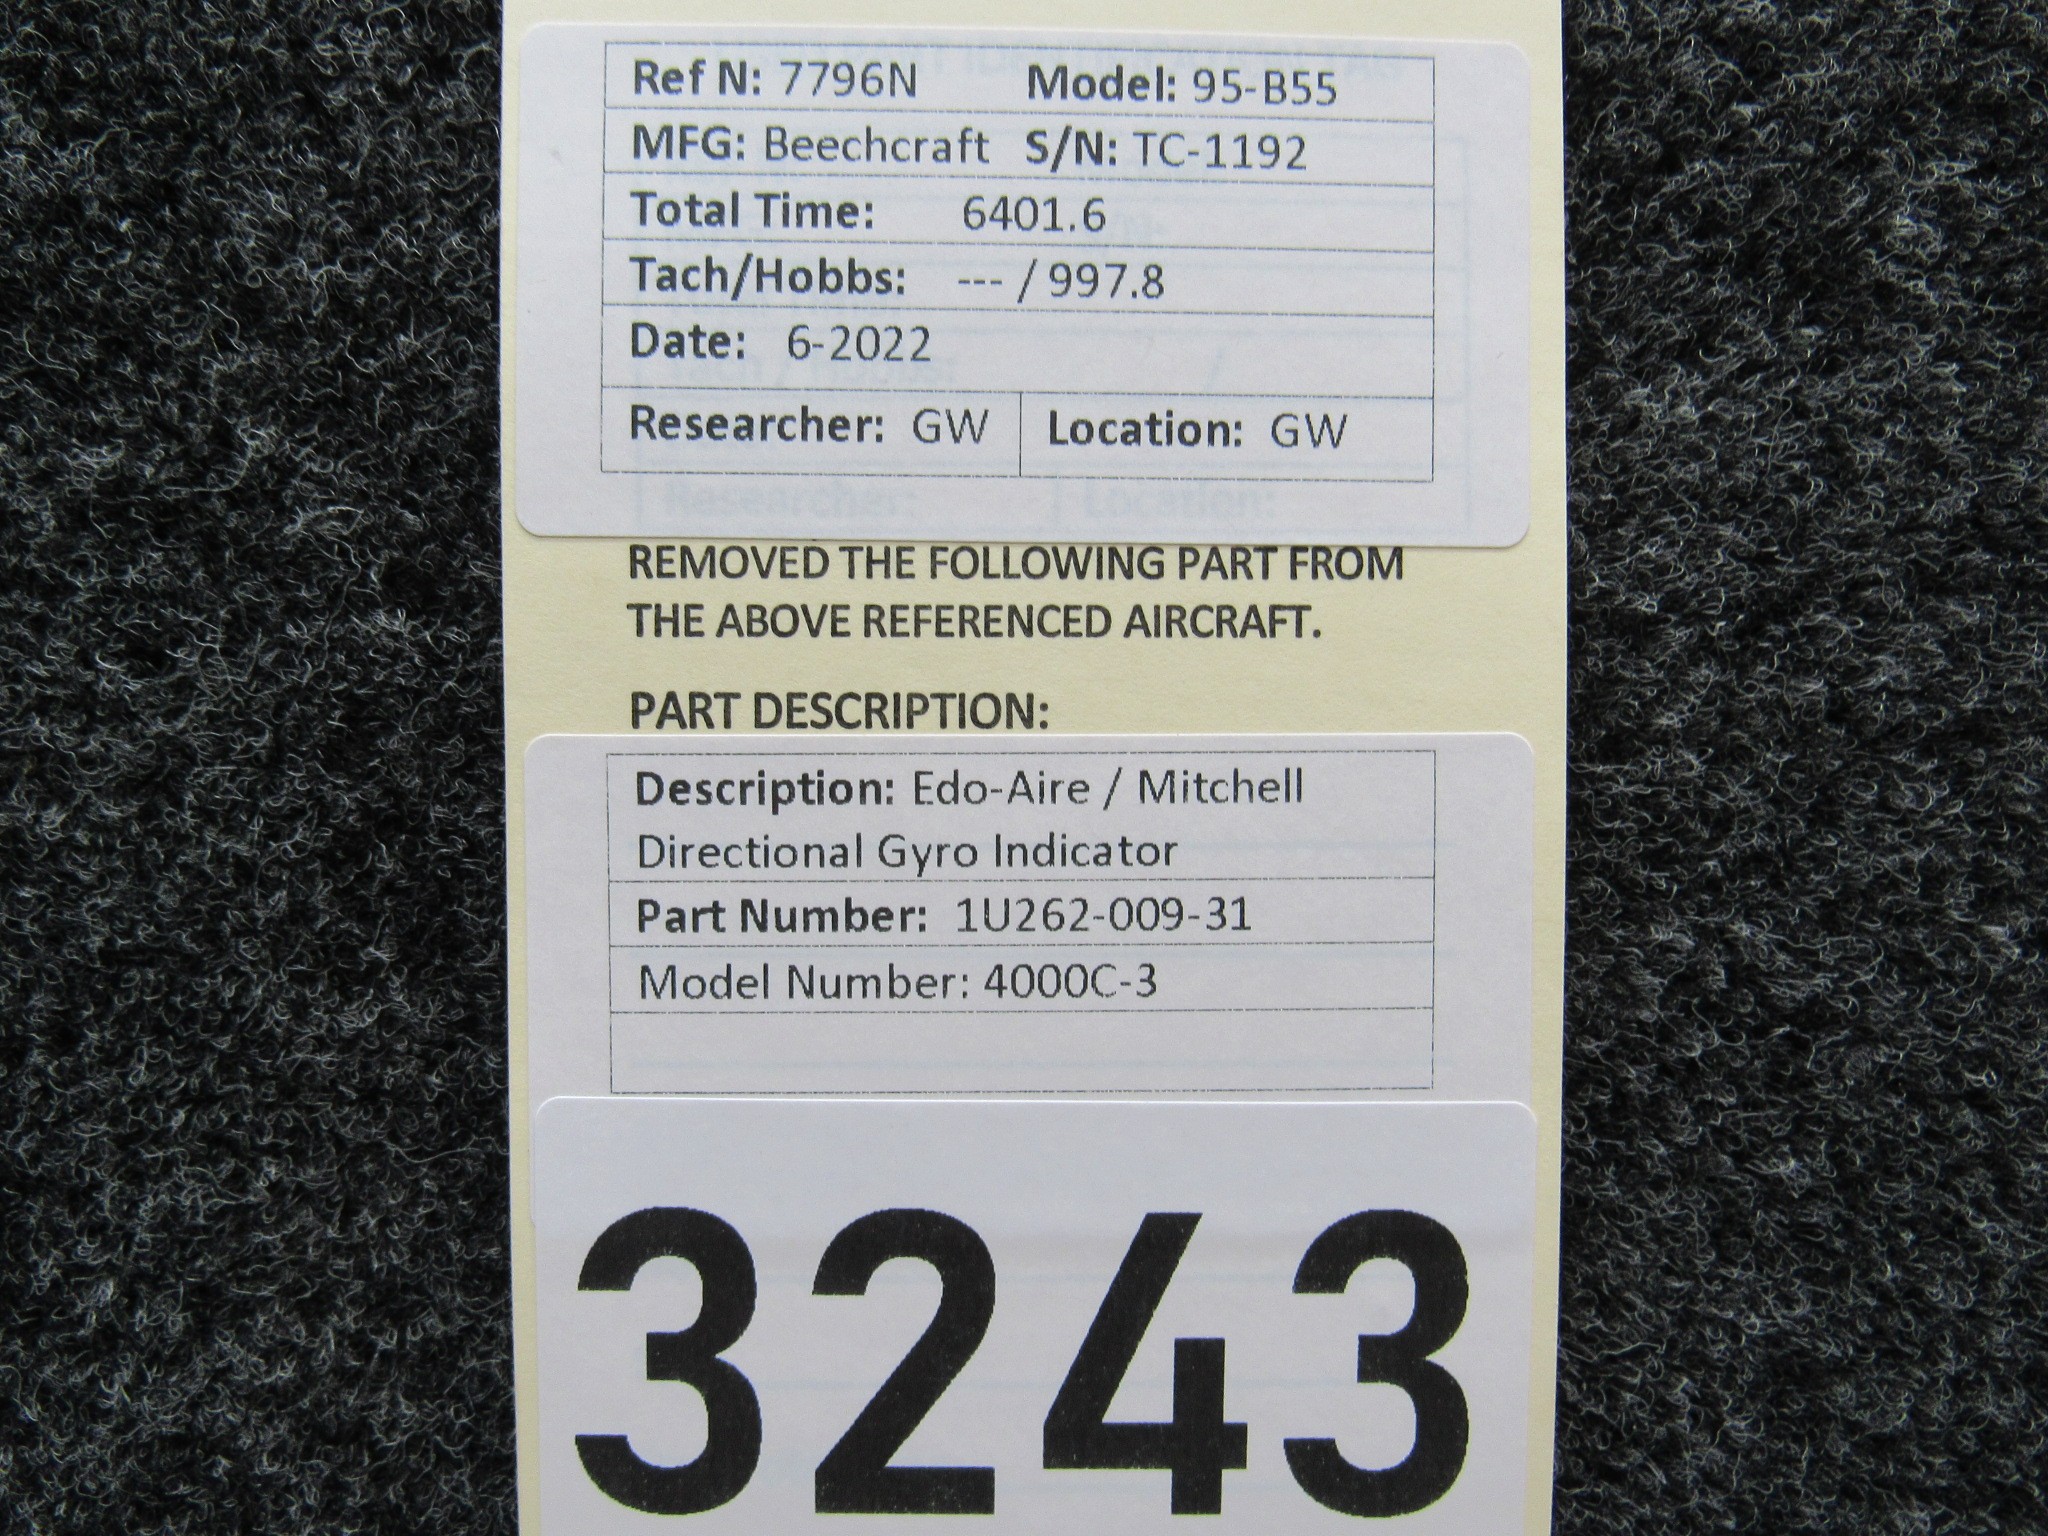 Ref N: 7796N Model: 95-B55
MFG: Beechcraft S/N: TC-1192
Total Time: 6401.6
Tach/Hobbs: --- / 997.8
Date: 6-2022
Researcher: GW Location: GW
Researcher: Location:
REMOVED THE FOLLOWING PART FROM
THE ABOVE REFERENCED AIRCRAFT.
PART DESCRIPTION:
Description: Edo-Aire / Mitchell
Directional Gyro Indicator
Part Number: 1U262-009-31
Model Number: 4000C-3
3243